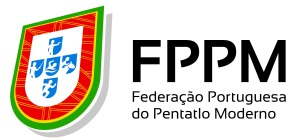 FPPM
Federação Portuguesa
do Pentatlo Moderno